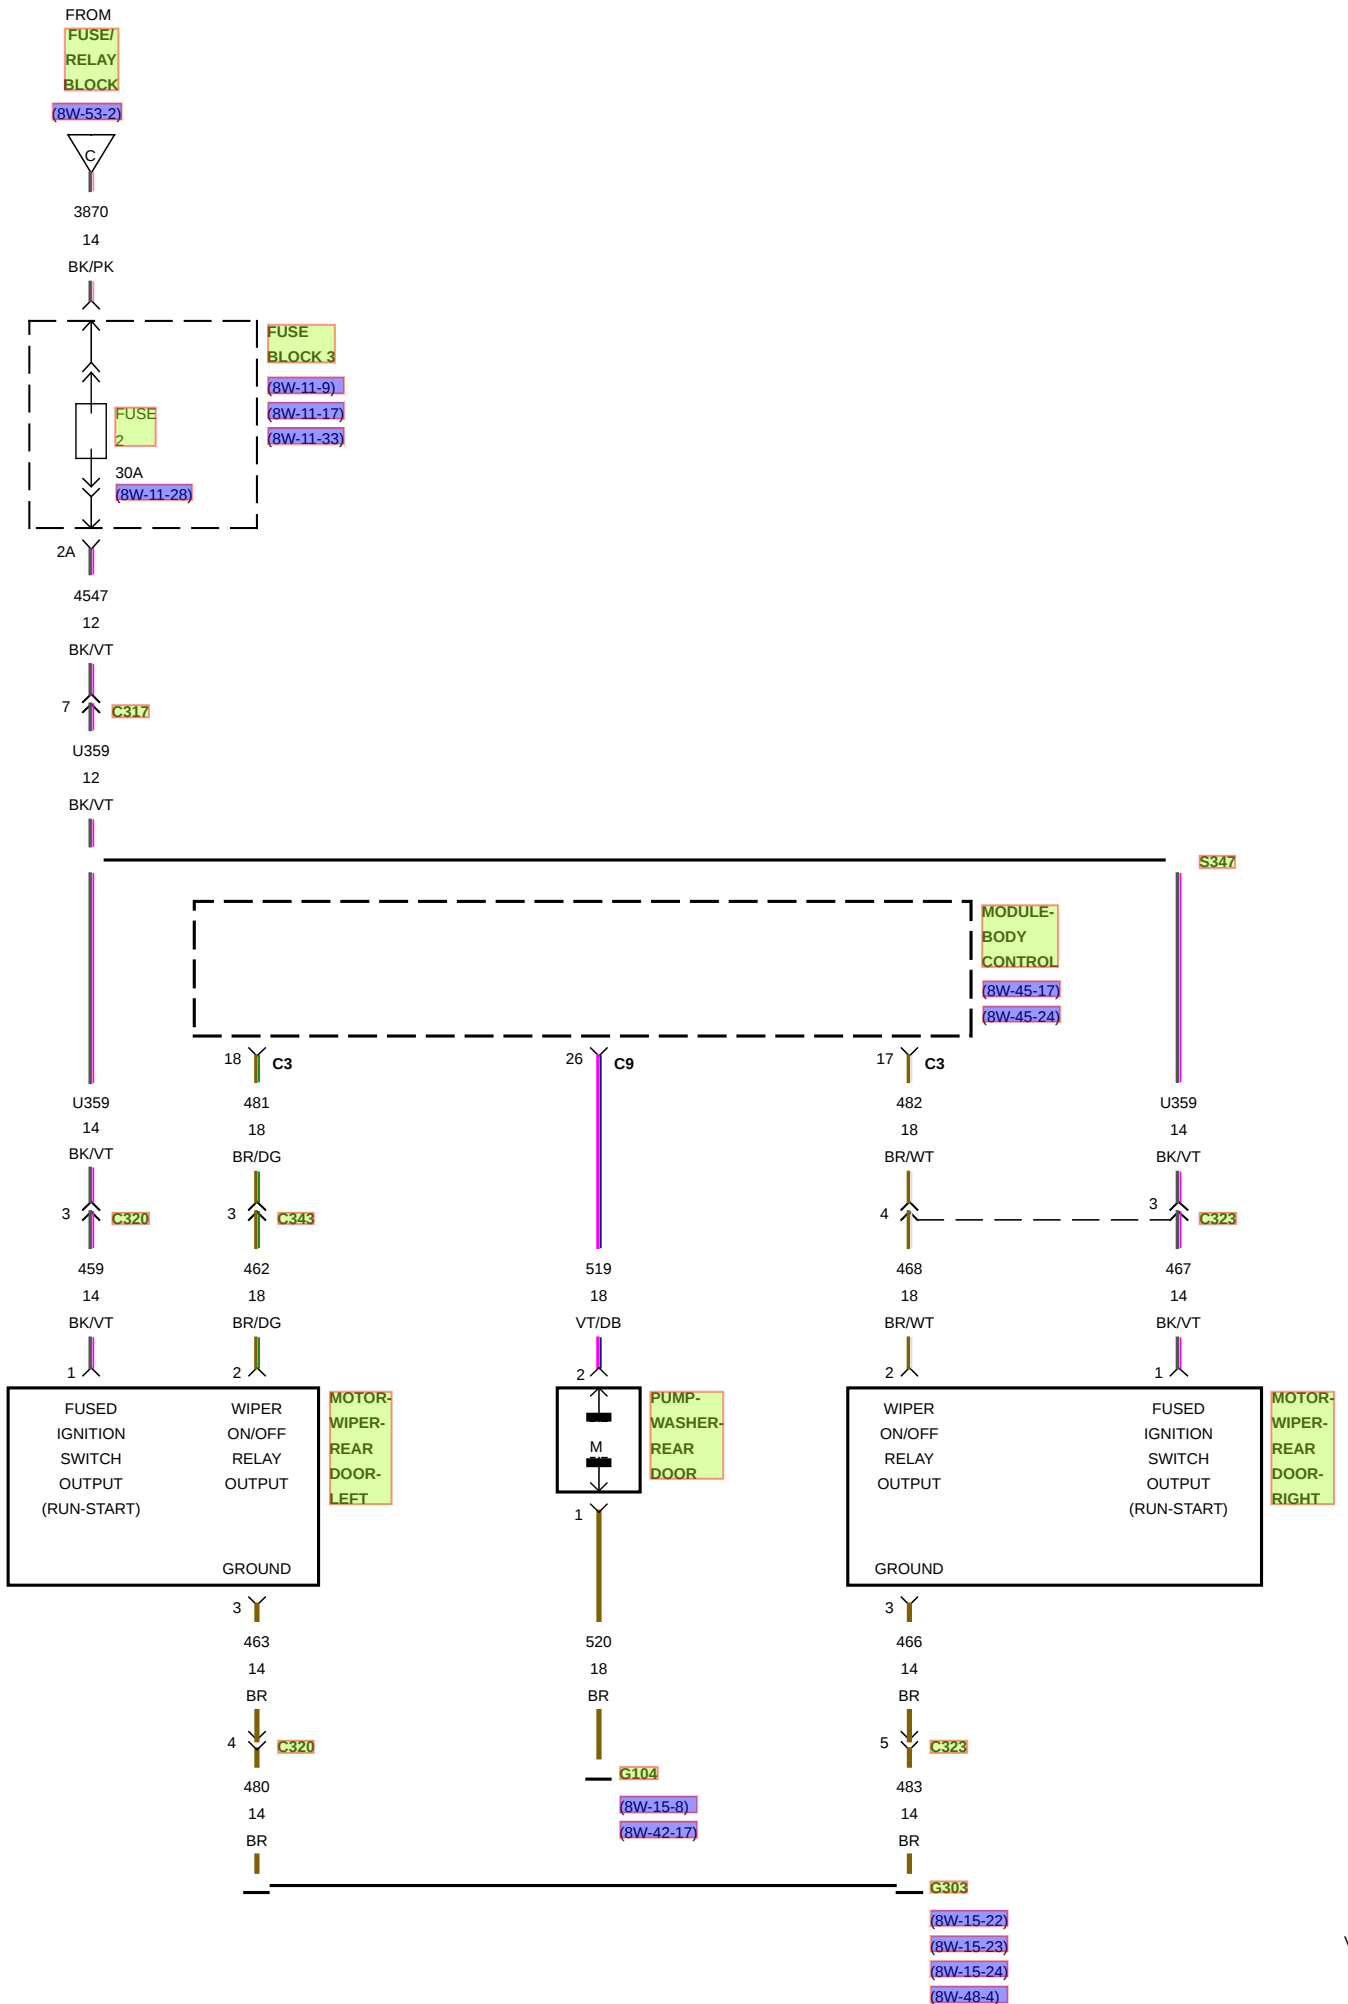 FROM
FUSE/
RELAY
BLOCK
(8W-53-2)
C
3870
14
BK/PK
FUSE
BLOCK 3
(8W-11-9)
(8W-11-17)
(8W-11-33)
FUSE
2
30A
(8W-11-28)
2A
4547
12
BK/VT
7
C317
U359
12
BK/VT
S347
MODULE-
BODY
CONTROL
(8W-45-17)
(8W-45-24)
18 C3 26 C9 17 C3
U359 481 482 U359
14 18 18 14
BK/VT BR/DG BR/WT BK/VT
3 C320 3 C343 4 3 C323
459 462 519 468 467
14 18 18 18 14
BK/VT BR/DG VT/DB BR/WT BK/VT
1 2 2 2 1
FUSED
IGNITION
SWITCH
OUTPUT
(RUN-START)
WIPER
ON/OFF
RELAY
OUTPUT
GROUND
MOTOR-
WIPER-
REAR
DOOR-
LEFT
M
PUMP-
WASHER-
REAR
DOOR
WIPER
ON/OFF
RELAY
OUTPUT
GROUND
FUSED
IGNITION
SWITCH
OUTPUT
(RUN-START)
MOTOR-
WIPER-
REAR
DOOR-
RIGHT
3 1 3
463 520 466
14 18 14
BR BR BR
4 C320 5 C323
480 483
14 14
BR BR
G104
(8W-15-8)
(8W-42-17)
G303
(8W-15-22)
(8W-15-23)
(8W-15-24)
(8W-48-4)